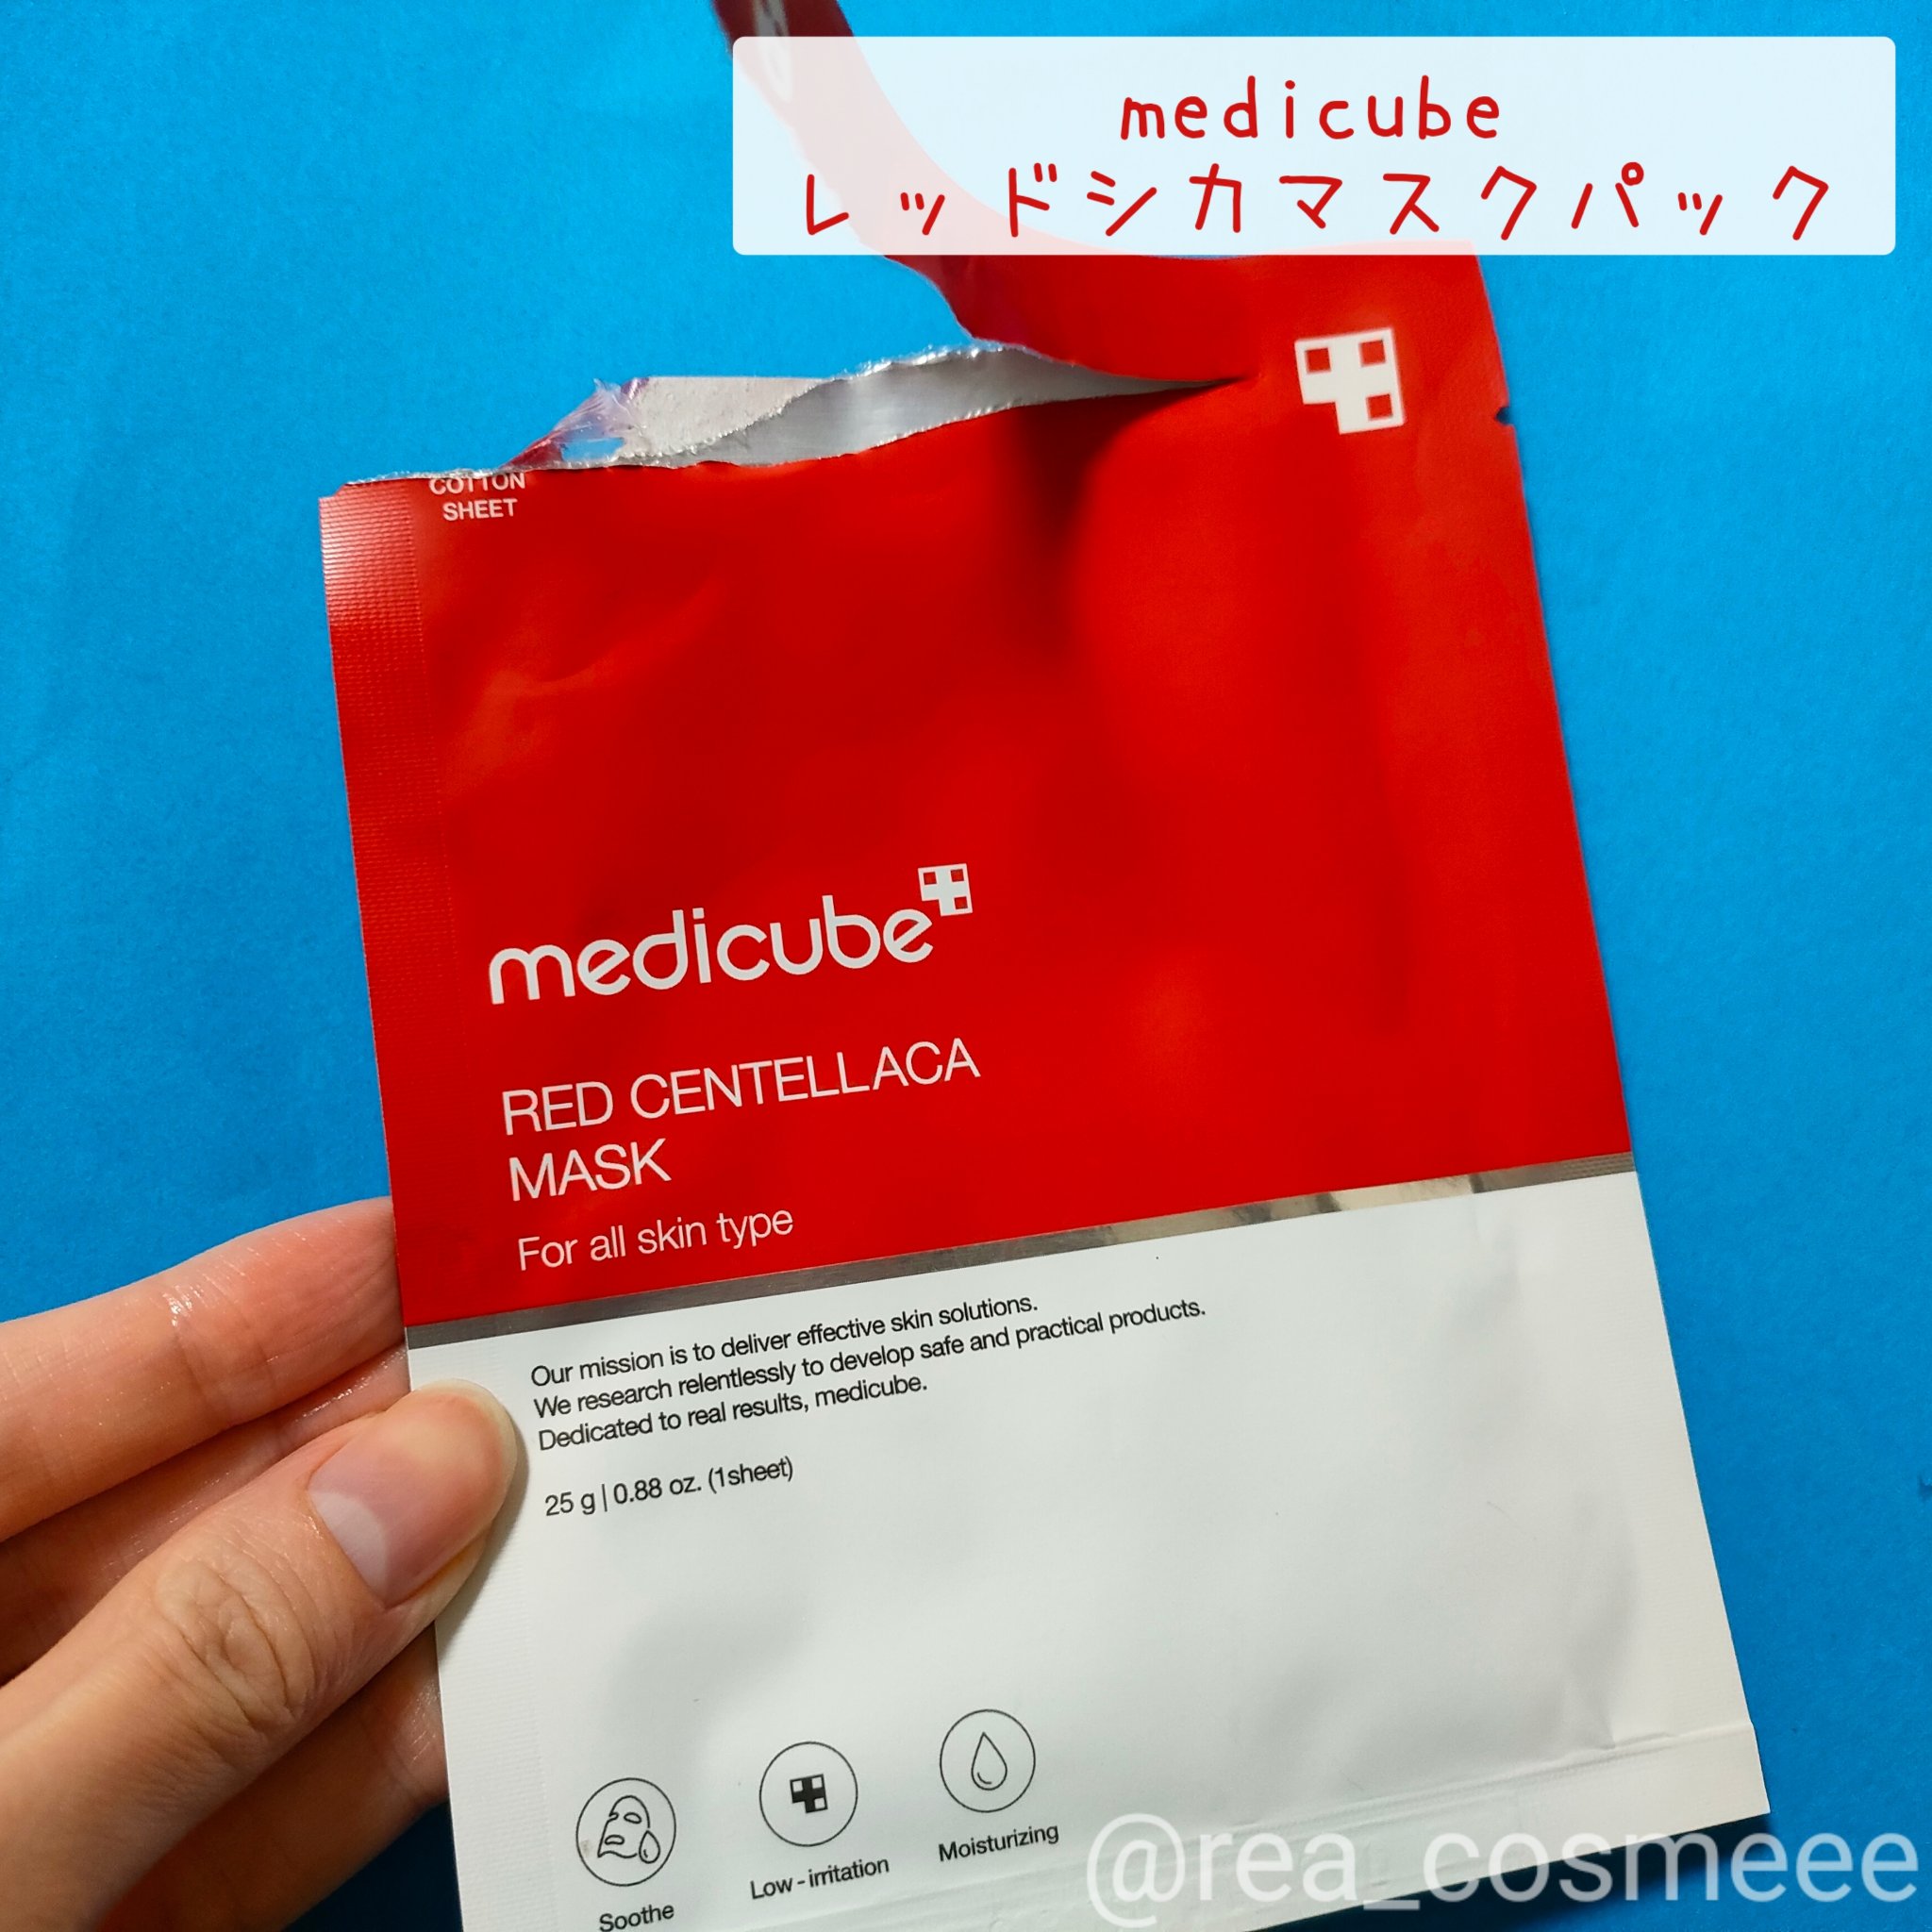 medicube
レッドシカマスクパック
COTTON
SHEET
medicube
RED CENTELLACA
MASK
For all skin type
Our mission is to deliver effective skin solutions.
We research relentlessly to develop safe and practical products.
Dedicated to real results, medicube.
25 g | 0.88 oz. (1sheet)
Soothe
Low-irritation
Moisturizing
@rea_cosmeee